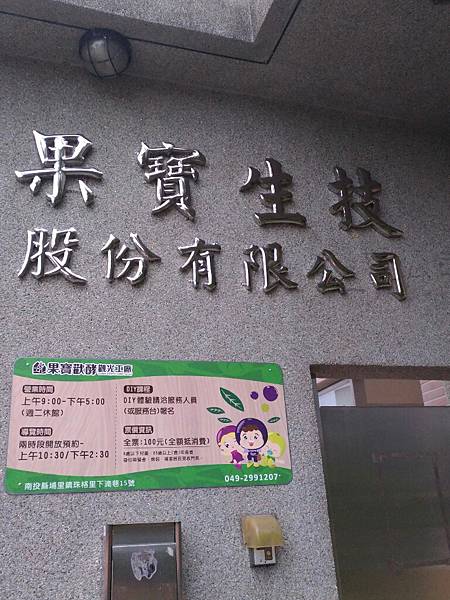 果寶生技
股份有限公司
果寶歡酵觀光工廠
營業時間
上午9:00-下午5:00
(週二休館)
導覽時間
兩時段開放預約-
上午10:30/下午2:30
DIY課程
DIY體驗請洽服務人員
(或服務台)報名
票價資訊
全票:100元(全額抵消費)
049-2991207
南投縣埔里鎮珠格里下灣巷15號